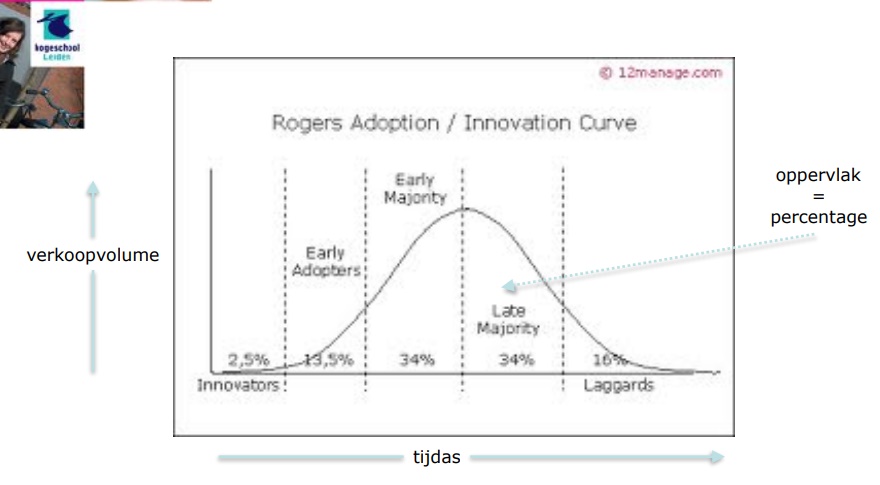 hogeschool
Leiden
© 12manage.com
Rogers Adoption / Innovation Curve
Early
Majority
oppervlak
=
percentage
verkoopvolume
Early
Adopters
Late
Majority
2,5%
13,5%
34%
34%
16%
Innovators
Laggards
tijdas